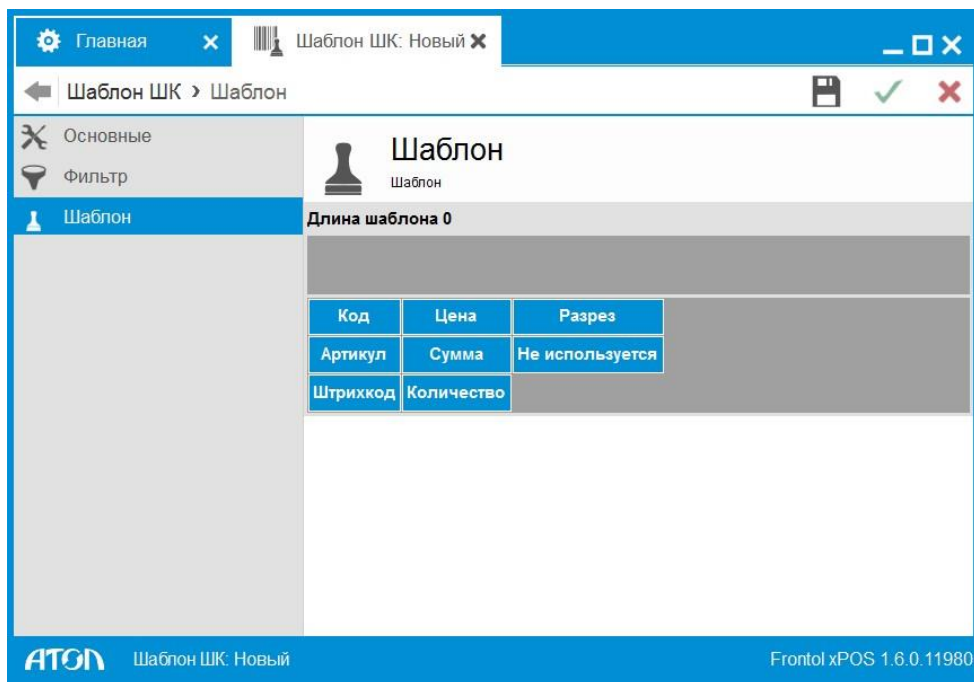 Главная
Шаблон ШК: Новый
Шаблон ШК › Шаблон
Основные
Фильтр
Шаблон
Шаблон
Шаблон
Длина шаблона 0
Код Цена Разрез
Артикул Сумма Не используется
Штрихкод Количество
АТОЛ Шаблон ШК: Новый Frontol xPOS 1.6.0.11980